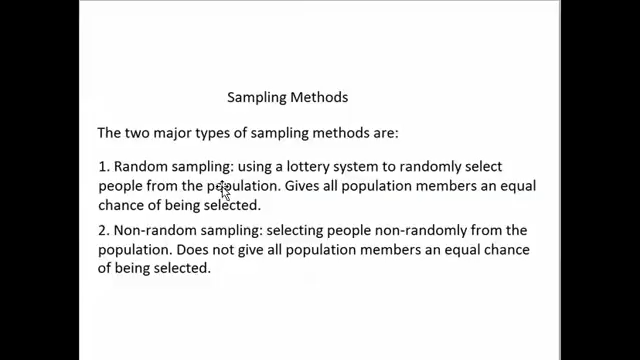 Sampling Methods
The two major types of sampling methods are:
1. Random sampling: using a lottery system to randomly select
people from the population. Gives all population members an equal
chance of being selected.
2. Non-random sampling: selecting people non-randomly from the
population. Does not give all population members an equal chance
of being selected.